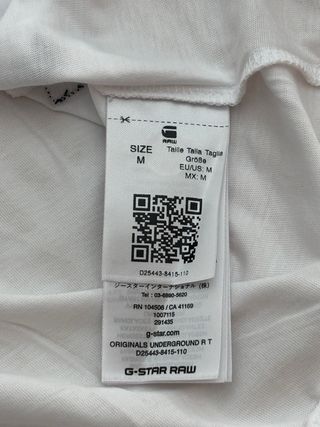 RAW
SIZE
M
Taille Talla Taglia
Größe
EU/US: M
MX: M
D25443-8415-110
ジースターインターナショナル (株)
Tel : 03-6890-5620
RN 104506 / CA 41169
1007115
291435
g-star.com
ORIGINALS UNDERGROUND R T
D25443-8415-110
G-STAR RAW